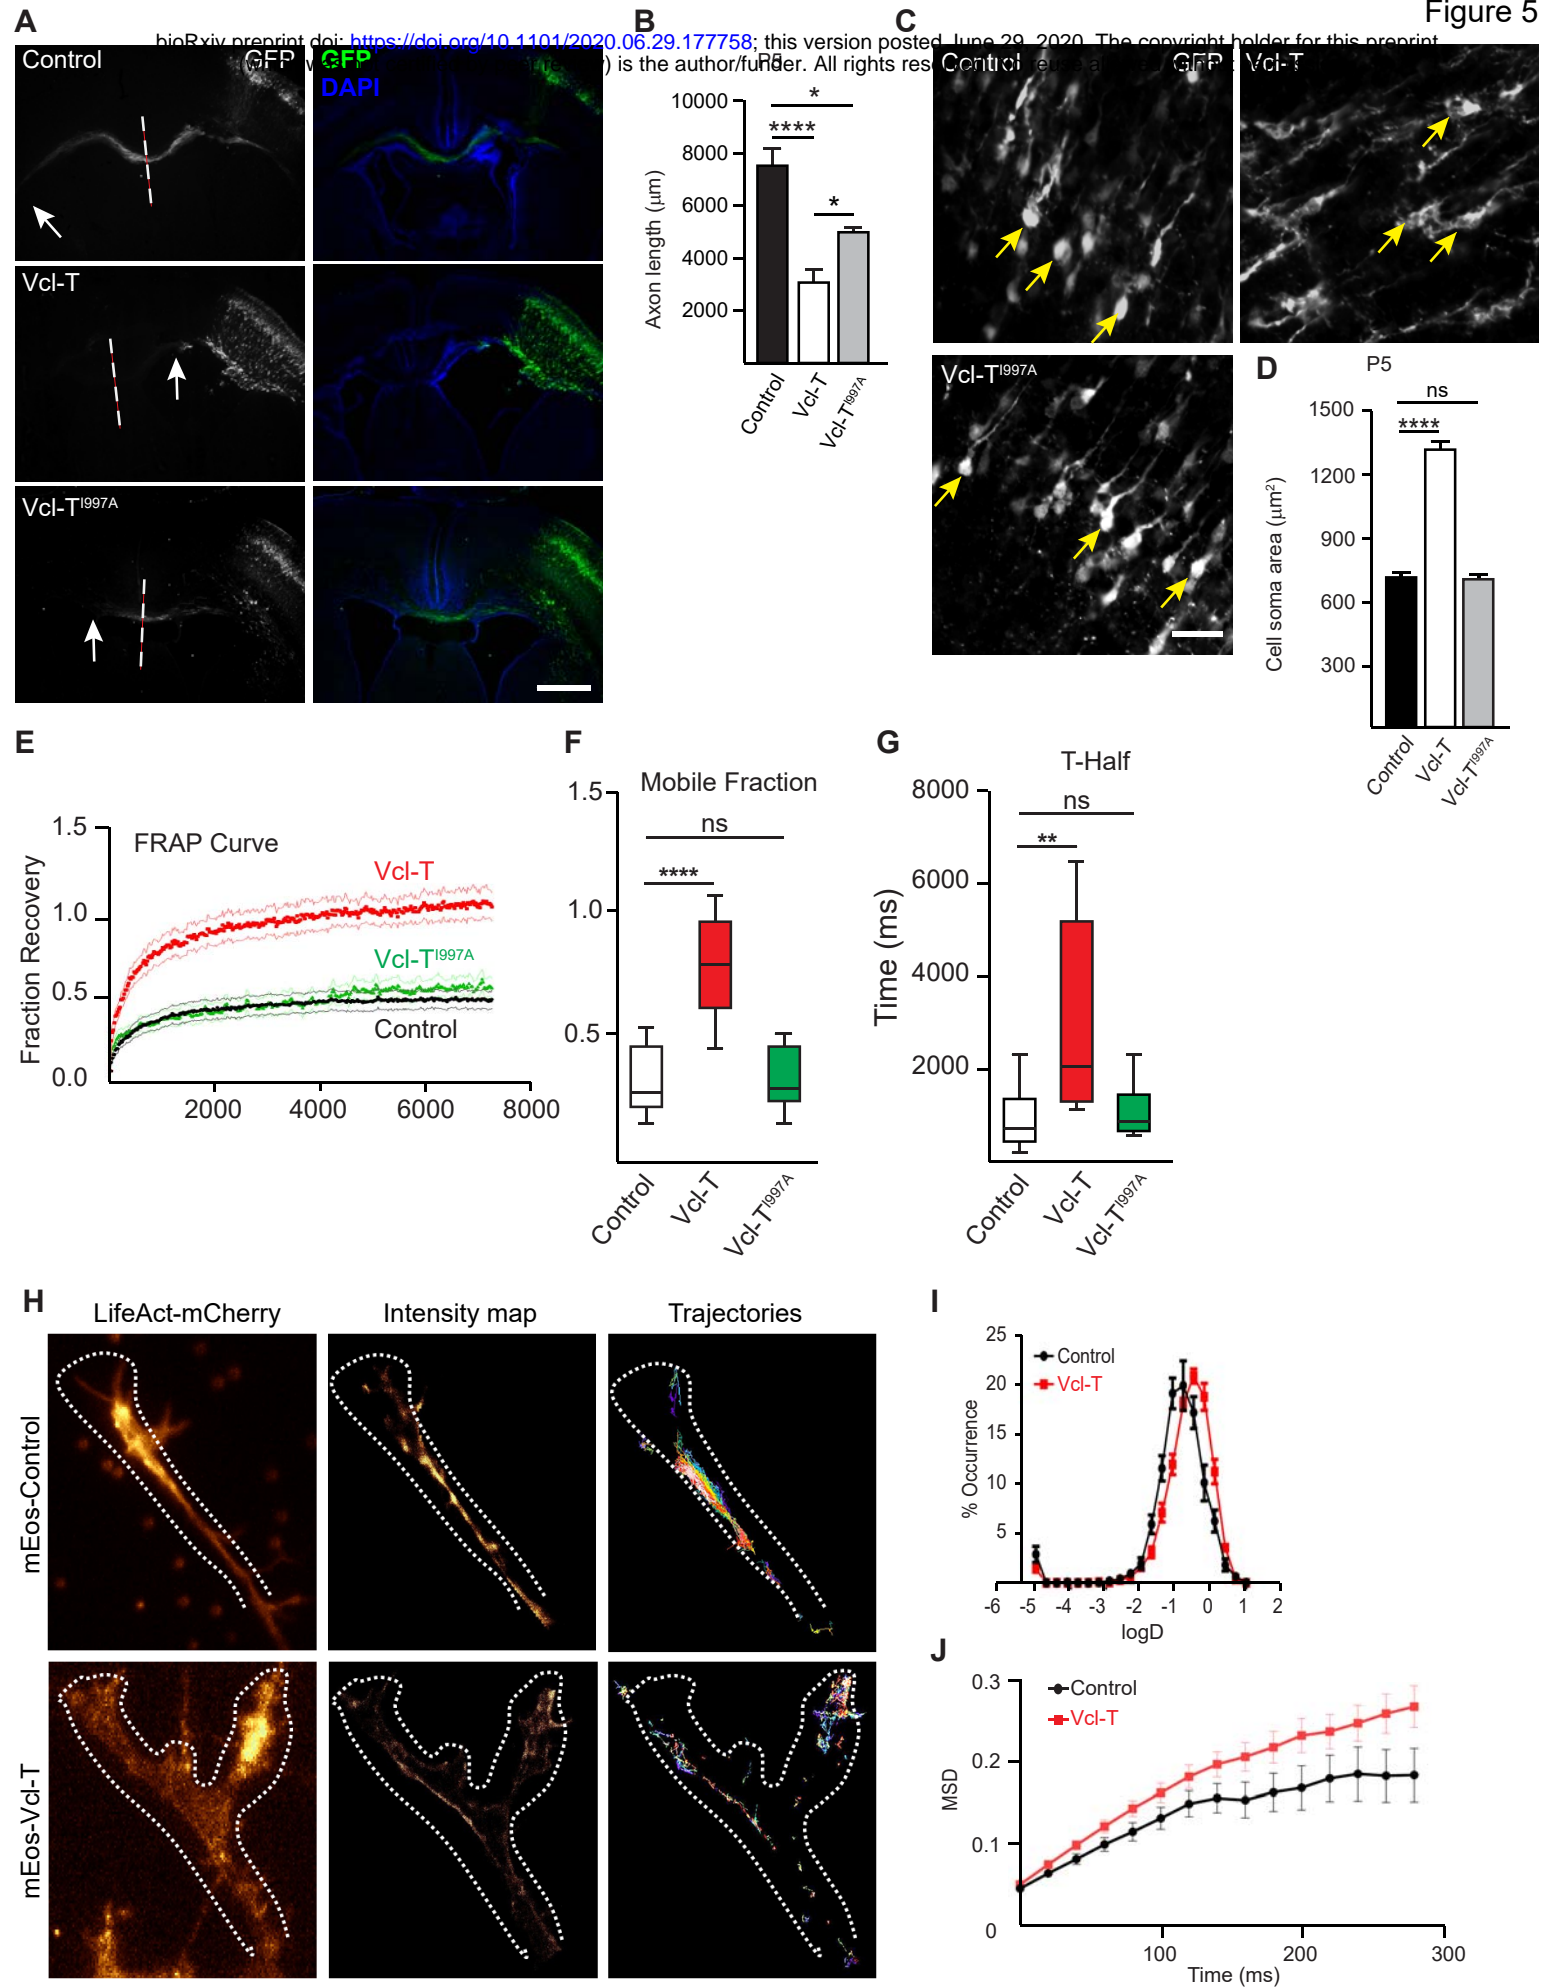 Figure 5
bioRxiv preprint doi: https://doi.org/10.1101/2020.06.29.177758; this version posted June 29, 2020. The copyright holder for this preprint
) is the author/funder. All rights
A
Control
GFP
GFP
DAPI
Vcl-T
Vcl-T^I997A
B
P5
10000
8000
6000
4000
2000
Axon length (μm)
*
****
*
Control
Vcl-T
Vcl-T^I997A
C
Control
GFP
Vcl-T
Vcl-T^I997A
D
P5
1500
1200
900
600
300
Cell soma area (μm²)
ns
****
Control
Vcl-T
Vcl-T^I997A
E
FRAP Curve
1.5
1.0
0.5
0.0
Fraction Recovery
Vcl-T
Vcl-T^I997A
Control
2000
4000
6000
8000
F
Mobile Fraction
1.5
1.0
0.5
ns
****
Control
Vcl-T
Vcl-T^I997A
G
T-Half
8000
6000
4000
2000
Time (ms)
ns
**
Control
Vcl-T
Vcl-T^I997A
H
LifeAct-mCherry
Intensity map
Trajectories
mEos-Control
mEos-Vcl-T
I
25
20
15
10
5
% Occurrence
Control
Vcl-T
-6 -5 -4 -3 -2 -1 0 1 2
logD
J
0.3
0.2
0.1
0
MSD
Control
Vcl-T
100 200 300
Time (ms)